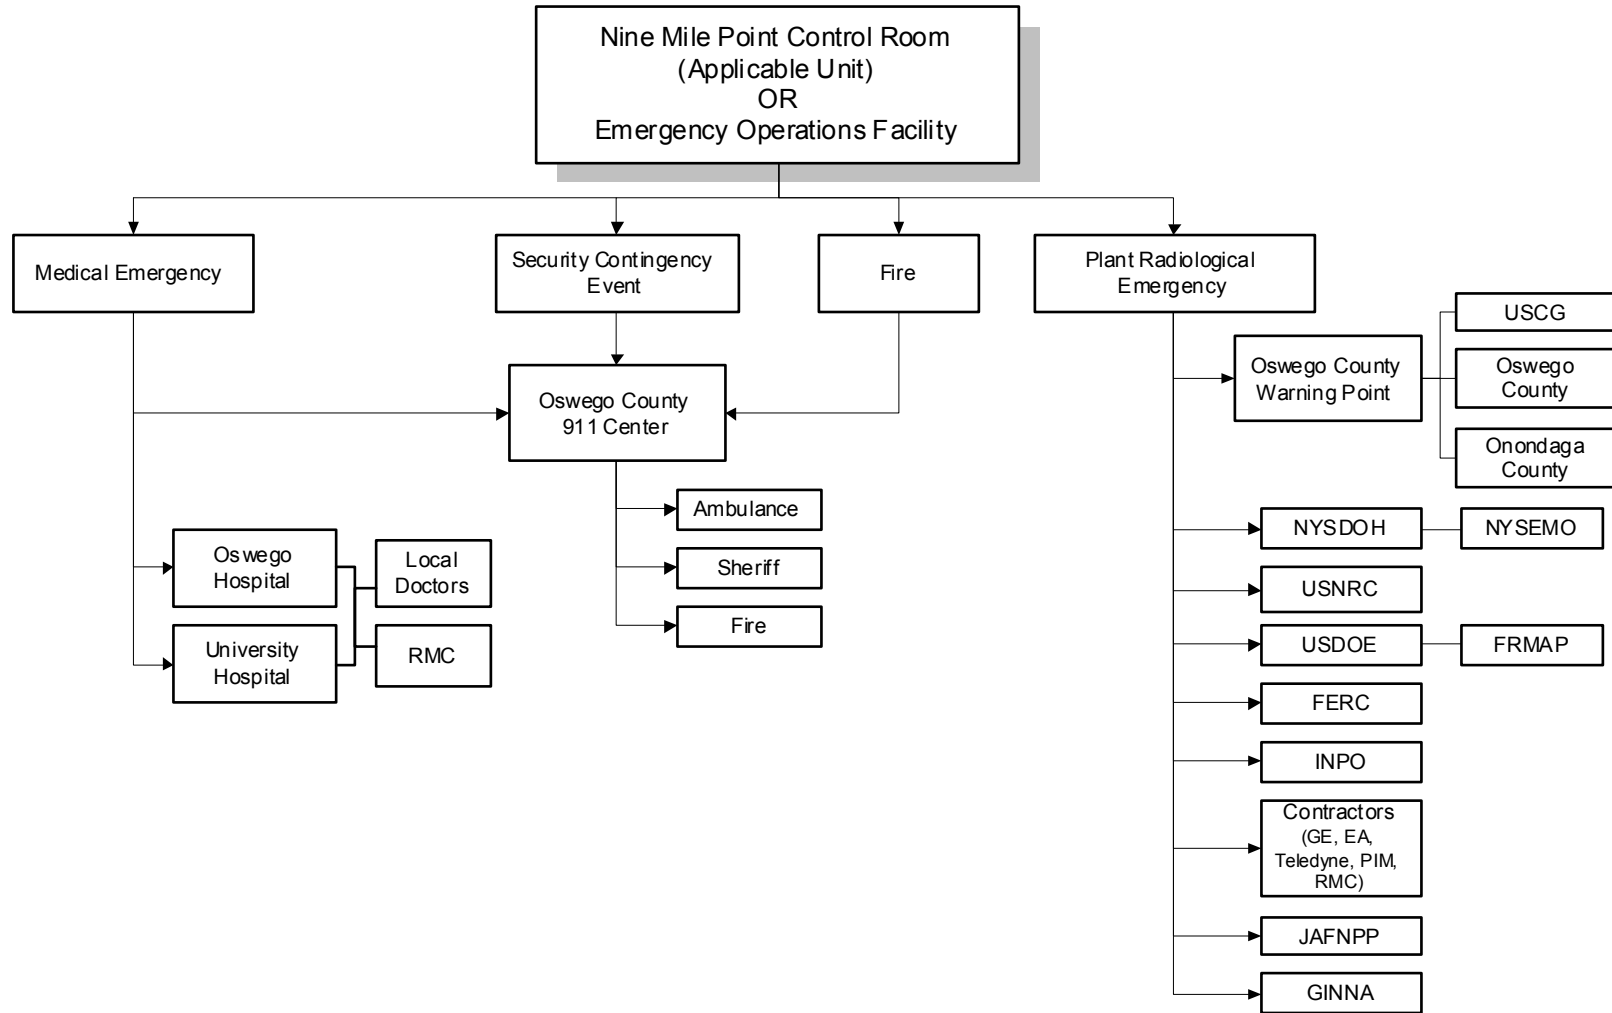 Nine Mile Point Control Room
(Applicable Unit)
OR
Emergency Operations Facility
Medical Emergency
Security Contingency
Event
Fire
Plant Radiological
Emergency
Oswego County
911 Center
Ambulance
Sheriff
Fire
Oswego
Hospital
University
Hospital
Local
Doctors
RMC
Oswego County
Warning Point
USCG
Oswego
County
Onondaga
County
NYSDOH
NYSEMO
USNRC
USDOE
FRMAP
FERC
INPO
Contractors
(GE, EA,
Teledyne, PIM,
RMC)
JAFNPP
GINNA